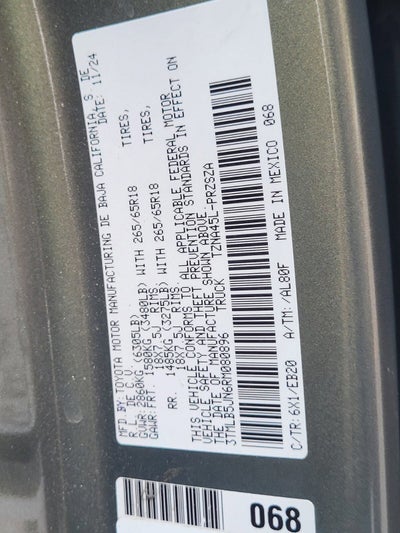 MFD BY:TOYOTA MOTOR MANUFACTURING DE BAJA CALIFORNIA, S. DE
R.L. DE C.V. DATE: 11/24
GVWR:2860KG (6305LB)
GAWR:FRT. 1580KG (3480LB) WITH 265/65R18 TIRES,
18X7.5J RIMS
RR. 1485KG (3275LB) WITH 265/65R18 TIRES,
18X7.5J RIMS
THIS VEHICLE CONFORMS TO ALL APPLICABLE FEDERAL MOTOR
VEHICLE SAFETY AND THEFT PREVENTION STANDARDS IN EFFECT ON
THE DATE OF MANUFACTURE SHOWN ABOVE.
3TMLB5JN6RM080896 TRUCK TZNA45L-PRZSZA
C/TR:6X1/EB20 A/TM:/AL80F MADE IN MEXICO 068
068